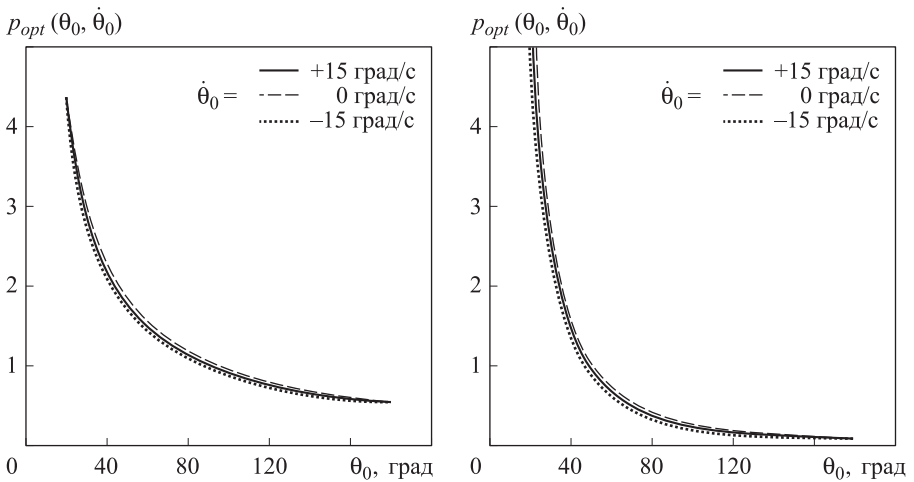 p_opt (θ₀, θ̇₀)
θ̇₀ =
+15 град/с
0 град/с
–15 град/с
4
3
2
1
0
40
80
120
θ₀, град
p_opt (θ₀, θ̇₀)
θ̇₀ =
+15 град/с
0 град/с
–15 град/с
4
3
2
1
0
40
80
120
θ₀, град